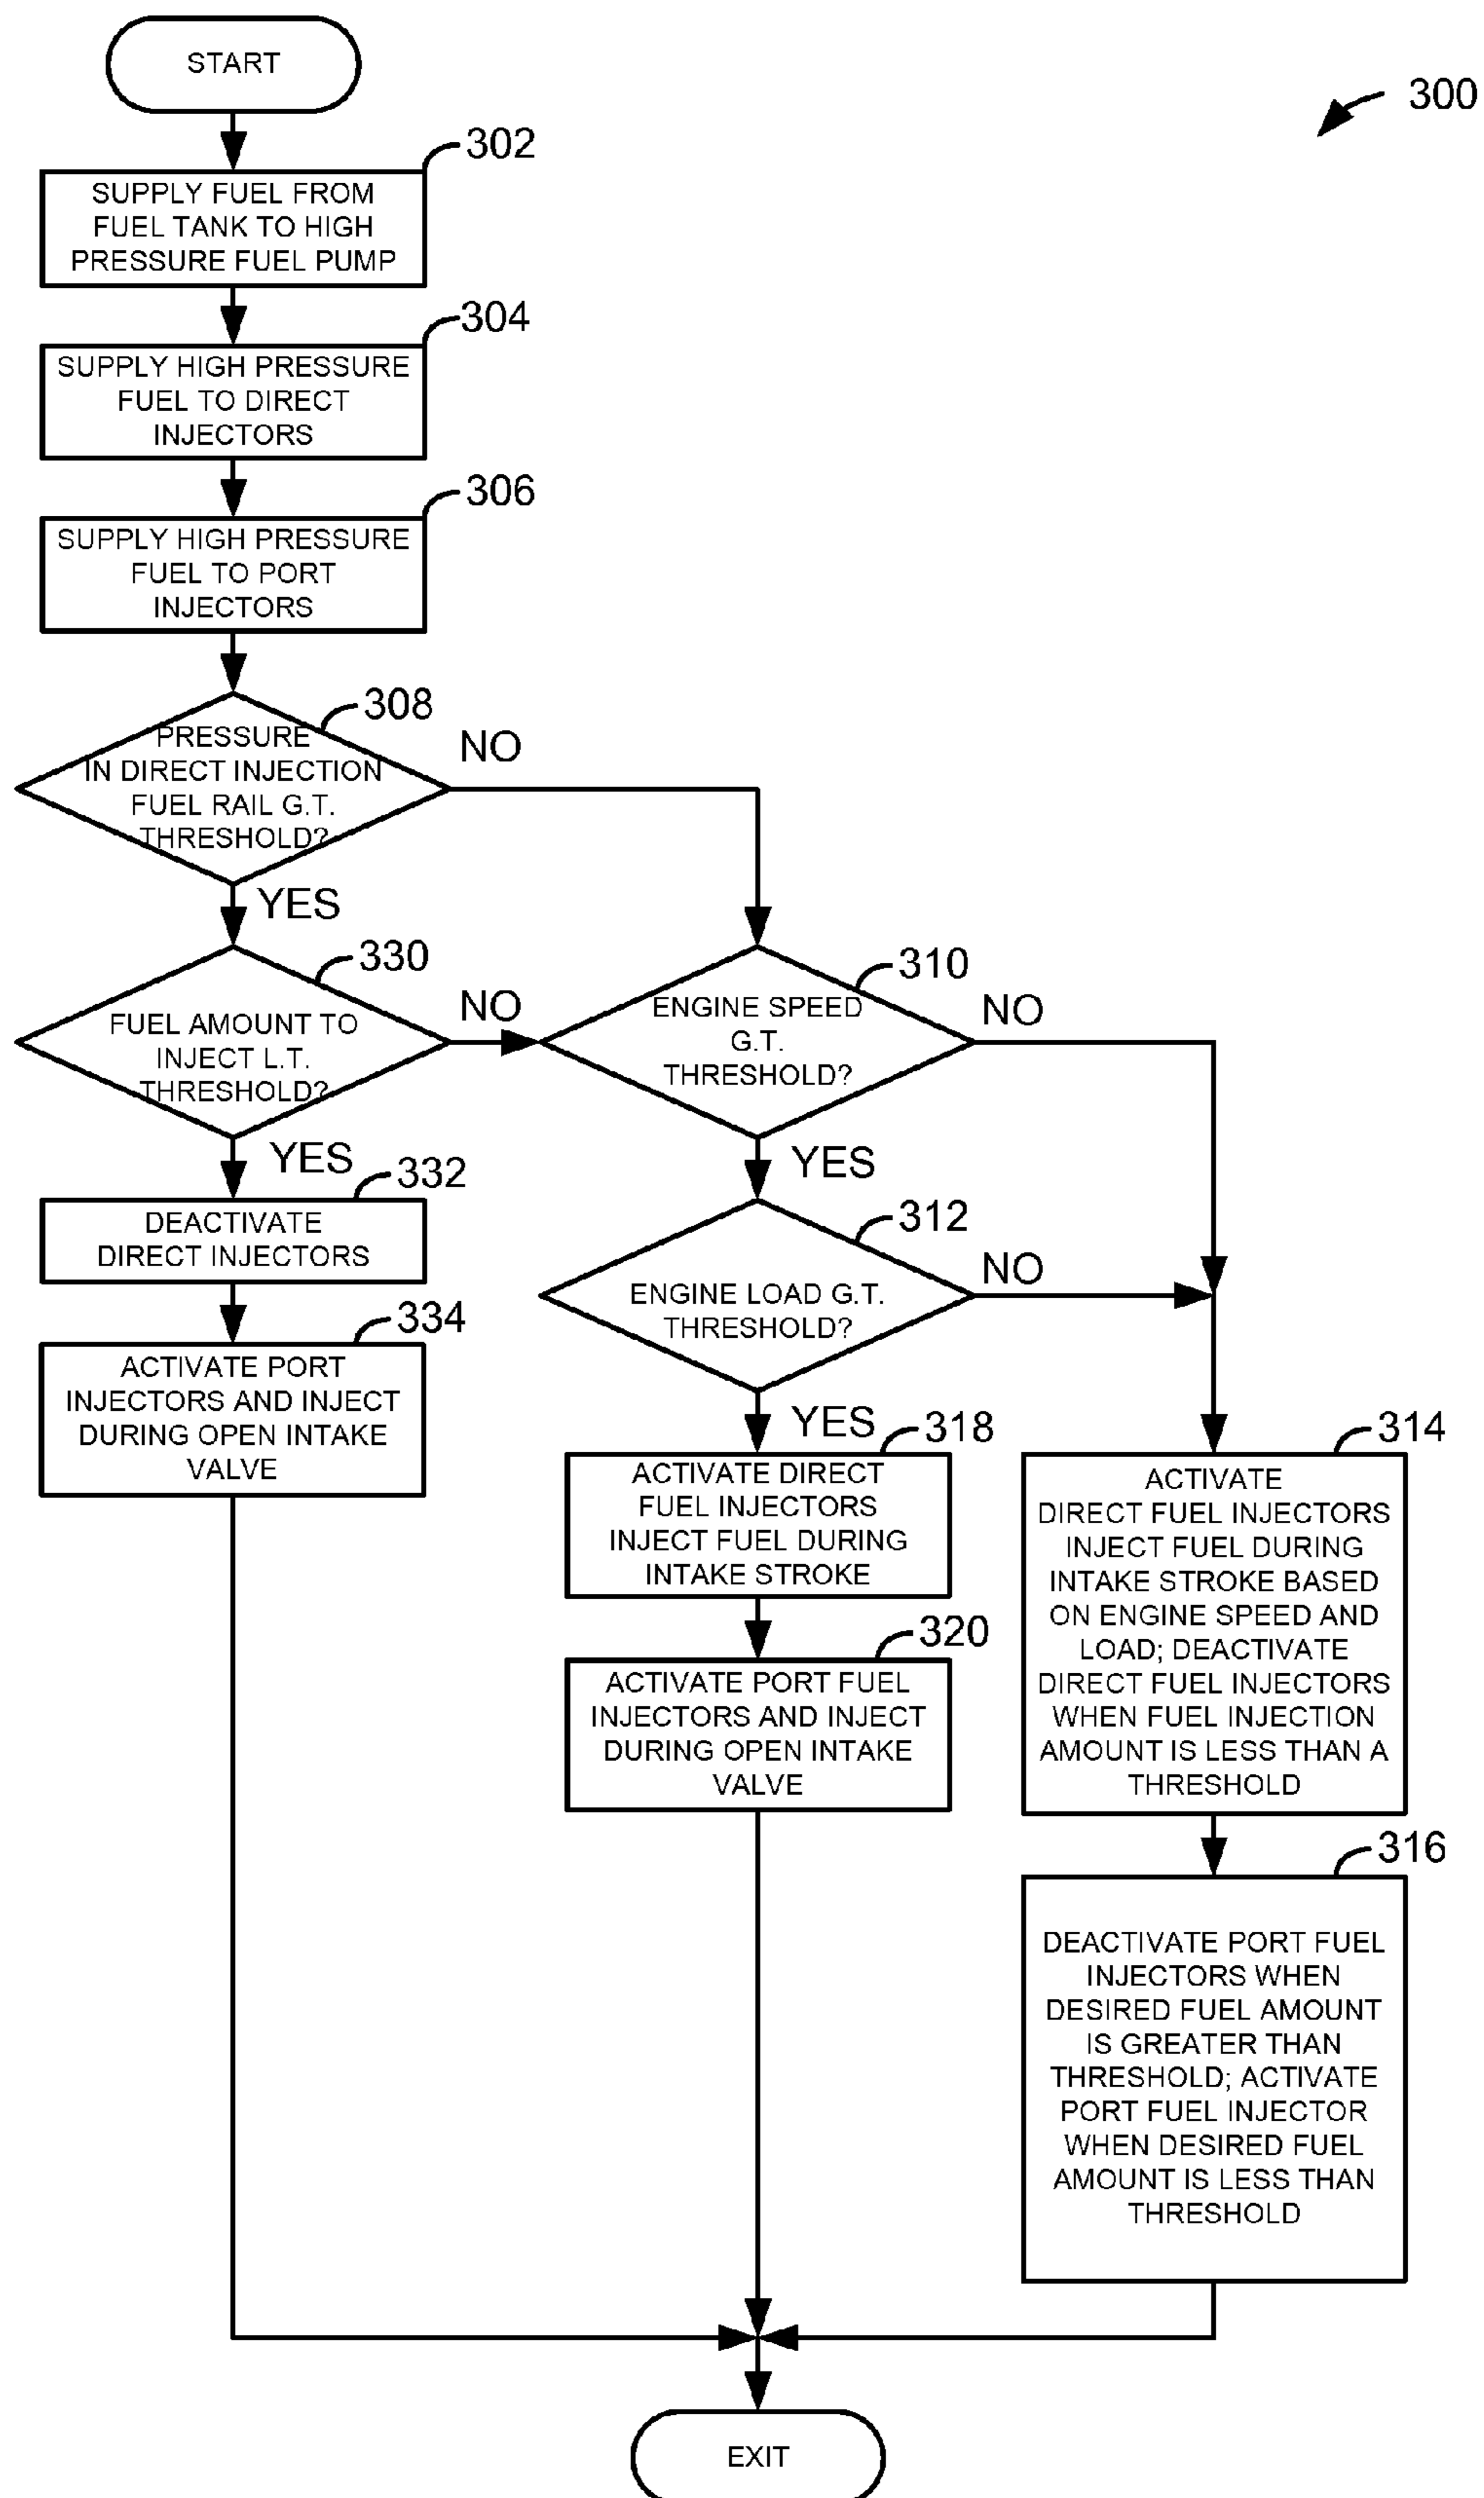 START
300
302
SUPPLY FUEL FROM
FUEL TANK TO HIGH
PRESSURE FUEL PUMP
304
SUPPLY HIGH PRESSURE
FUEL TO DIRECT
INJECTORS
306
SUPPLY HIGH PRESSURE
FUEL TO PORT
INJECTORS
308
PRESSURE
IN DIRECT INJECTION
FUEL RAIL G.T.
THRESHOLD?
NO
YES
330
FUEL AMOUNT TO
INJECT L.T.
THRESHOLD?
NO
YES
310
ENGINE SPEED
G.T.
THRESHOLD?
NO
YES
332
DEACTIVATE
DIRECT INJECTORS
312
ENGINE LOAD G.T.
THRESHOLD?
NO
YES
334
ACTIVATE PORT
INJECTORS AND INJECT
DURING OPEN INTAKE
VALVE
318
ACTIVATE DIRECT
FUEL INJECTORS
INJECT FUEL DURING
INTAKE STROKE
320
ACTIVATE PORT FUEL
INJECTORS AND INJECT
DURING OPEN INTAKE
VALVE
314
ACTIVATE
DIRECT FUEL INJECTORS
INJECT FUEL DURING
INTAKE STROKE BASED
ON ENGINE SPEED AND
LOAD; DEACTIVATE
DIRECT FUEL INJECTORS
WHEN FUEL INJECTION
AMOUNT IS LESS THAN A
THRESHOLD
316
DEACTIVATE PORT FUEL
INJECTORS WHEN
DESIRED FUEL AMOUNT
IS GREATER THAN
THRESHOLD; ACTIVATE
PORT FUEL INJECTOR
WHEN DESIRED FUEL
AMOUNT IS LESS THAN
THRESHOLD
EXIT